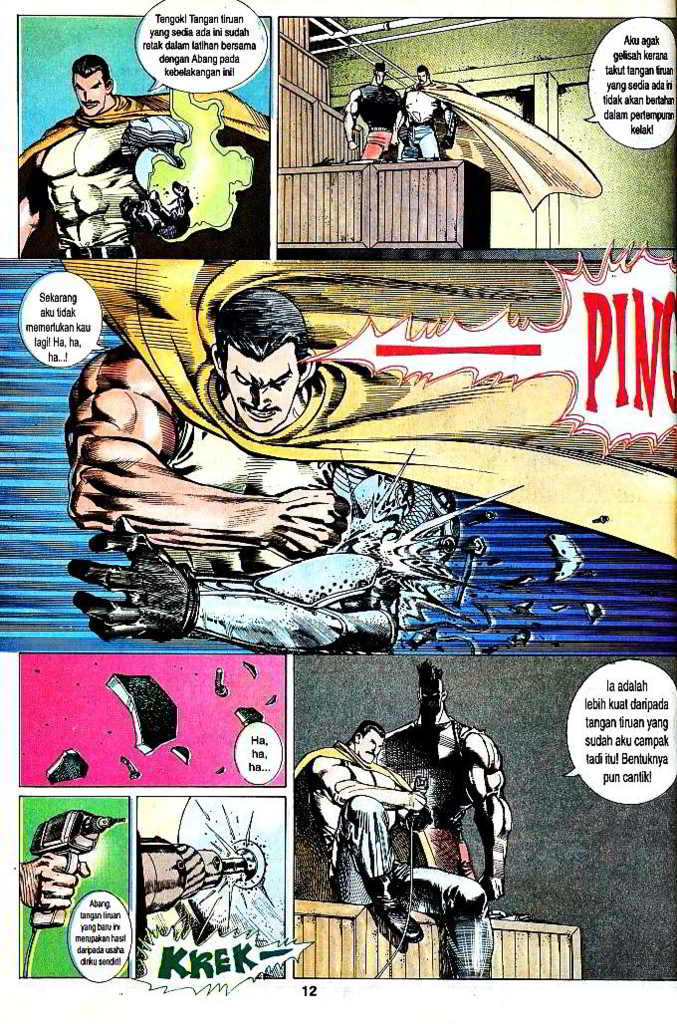 Tengok! Tangan tiruan
yang sedia ada ini sudah
retak dalam latihan bersama
dengan Abang pada
kebelakangan ini!
Aku agak
gelisah kerana
takut tangan tiruan
yang sedia ada ini
tidak akan bertahan
dalam pertempuran
kelak!
Sekarang
aku tidak
memerlukan kau
lagi! Ha, ha,
ha...!
PING
Ha,
ha,
ha...
Abang,
tangan tiruan
yang baru ini
merupakan hasil
daripada usaha
diriku sendiri!
KREK
Ia adalah
lebih kuat daripada
tangan tiruan yang
sudah aku campak
tadi itu! Bentuknya
pun cantik!
12